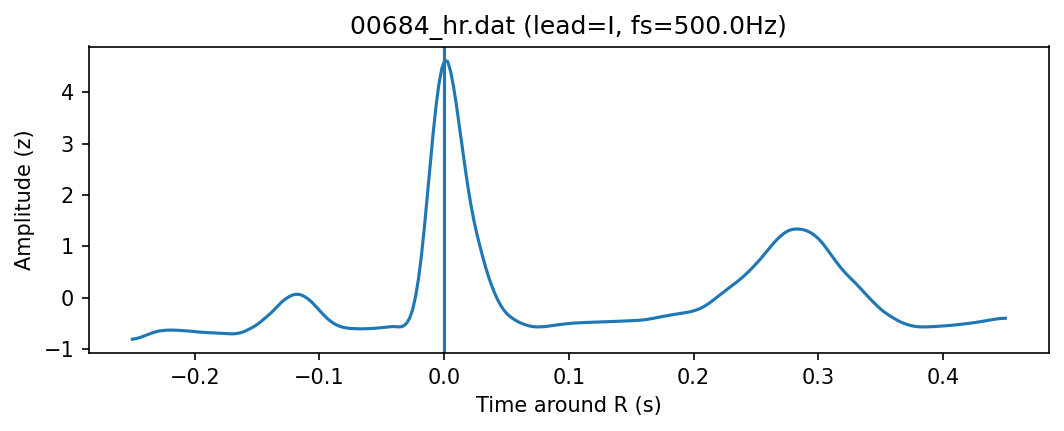 00684_hr.dat (lead=I, fs=500.0Hz)
Amplitude (z)
4
3
2
1
0
−1
−0.2 −0.1 0.0 0.1 0.2 0.3 0.4
Time around R (s)